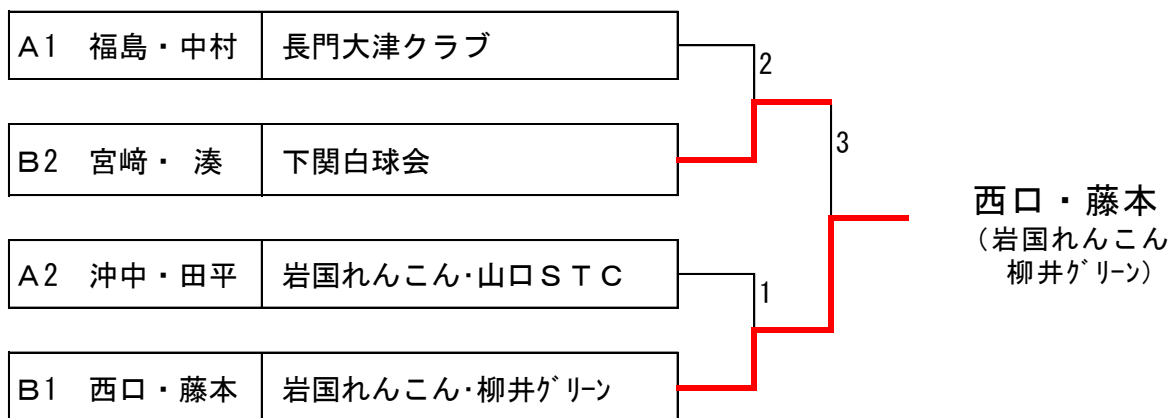 A1 福島・中村 長門大津クラブ
2
B2 宮﨑・ 湊 下関白球会
3
西口・藤本
（岩国れんこん
柳井ｸﾞﾘｰﾝ）
A2 沖中・田平 岩国れんこん･山口ＳＴＣ
1
B1 西口・藤本 岩国れんこん･柳井ｸﾞﾘｰﾝ